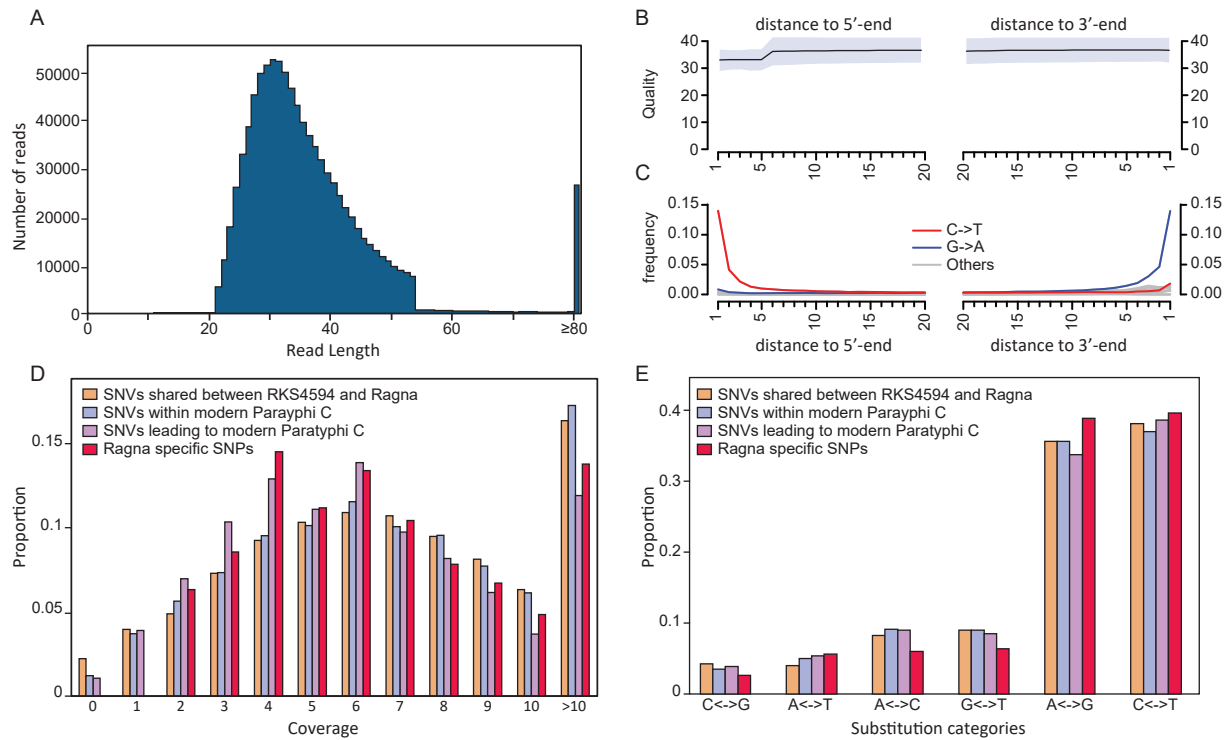 A
Number of reads
50000
40000
30000
20000
10000
0
0 20 40 60 ≥80
Read Length
B
distance to 5′-end distance to 3′-end
Quality
40
30
20
10
0
40
30
20
10
0
1 5 10 15 20
20 15 10 5 1
C
frequency
0.15
0.10
0.05
0.00
0.15
0.10
0.05
0.00
C->T
G->A
Others
1 5 10 15 20
20 15 10 5 1
distance to 5′-end distance to 3′-end
D
SNVs shared between RKS4594 and Ragna
SNVs within modern Parayphi C
SNVs leading to modern Paratyphi C
Ragna specific SNPs
Proportion
0.15
0.1
0.05
0
0 1 2 3 4 5 6 7 8 9 10 >10
Coverage
E
SNVs shared between RKS4594 and Ragna
SNVs within modern Parayphi C
SNVs leading to modern Paratyphi C
Ragna specific SNPs
Proportion
0.4
0.3
0.2
0.1
0
C<->G A<->T A<->C G<->T A<->G C<->T
Substitution categories